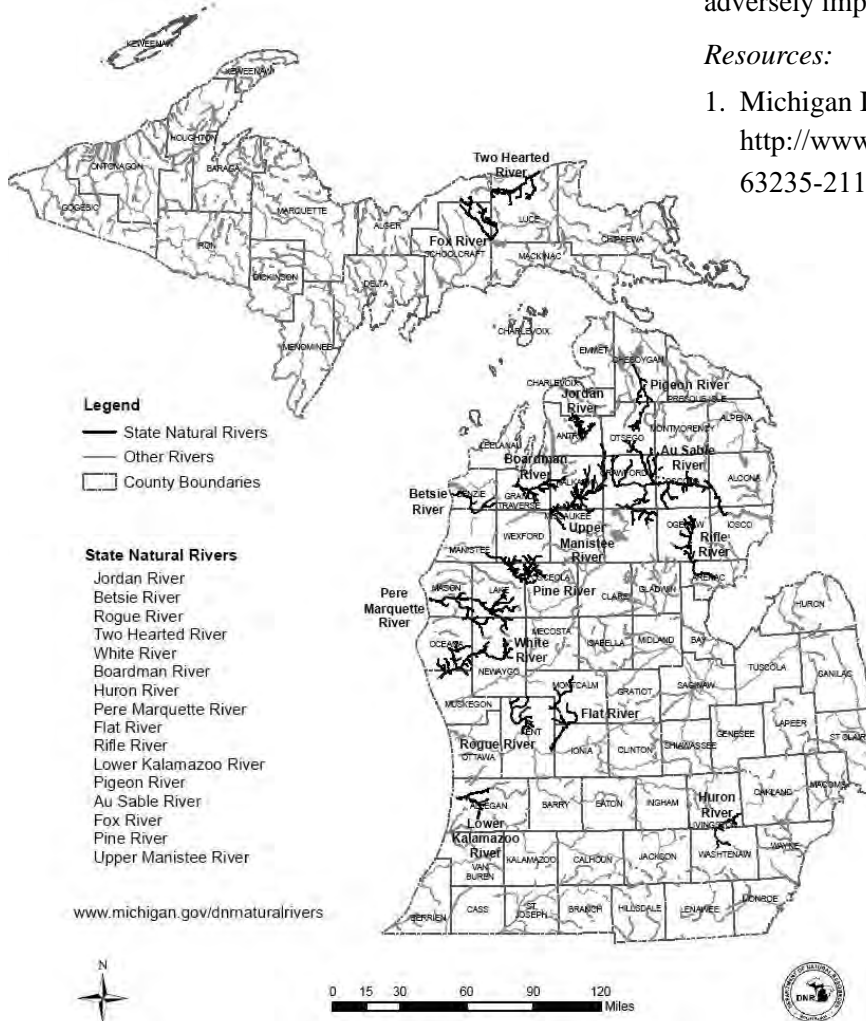 adversely imp
Resources:
1. Michigan
http://www
63235-211
KEWEENAW
KEWEENAW
HOUGHTON
ONTONAGON
BARAGA
GOGEBIC
MARQUETTE
IRON
ALGER
LUCE
CHIPPEWA
SCHOOLCRAFT
MACKINAC
DICKINSON
DELTA
MENOMINEE
Two Hearted
River
Fox River
CHARLEVOIX
EMMET
CHEBOYGAN
CHARLEVOIX
Pigeon River
PRESQUE ISLE
Jordan
River
ANTRIM
OTSEGO
MONTMORENCY
ALPENA
LEELANAU
Boardman
River
Au Sable
River
KALKASKA
CRAWFORD
OSCODA
ALCONA
Betsie
River
BENZIE
GRAND
TRAVERSE
MISSAUKEE
Upper
Manistee
River
OGEMAW
IOSCO
Rifle
River
MANISTEE
WEXFORD
ARENAC
Pere
Marquette
River
MASON
LAKE
OSCEOLA
Pine River
CLARE
GLADWIN
HURON
OCEANA
NEWAYGO
White
River
MECOSTA
ISABELLA
MIDLAND
BAY
TUSCOLA
SANILAC
MUSKEGON
MONTCALM
GRATIOT
SAGINAW
Flat River
Rogue River
KENT
OTTAWA
IONIA
CLINTON
SHIAWASSEE
GENESEE
LAPEER
ST CLAIR
ALLEGAN
Lower
Kalamazoo
River
BARRY
EATON
INGHAM
Huron
River
LIVINGSTON
OAKLAND
MACOMB
VAN
BUREN
KALAMAZOO
CALHOUN
JACKSON
WASHTENAW
WAYNE
BERRIEN
CASS
ST
JOSEPH
BRANCH
HILLSDALE
LENAWEE
MONROE
Legend
State Natural Rivers
Other Rivers
County Boundaries
State Natural Rivers
Jordan River
Betsie River
Rogue River
Two Hearted River
White River
Boardman River
Huron River
Pere Marquette River
Flat River
Rifle River
Lower Kalamazoo River
Pigeon River
Au Sable River
Fox River
Pine River
Upper Manistee River
www.michigan.gov/dnrnaturalrivers
N
0 15 30 60 90 120
Miles
DNR